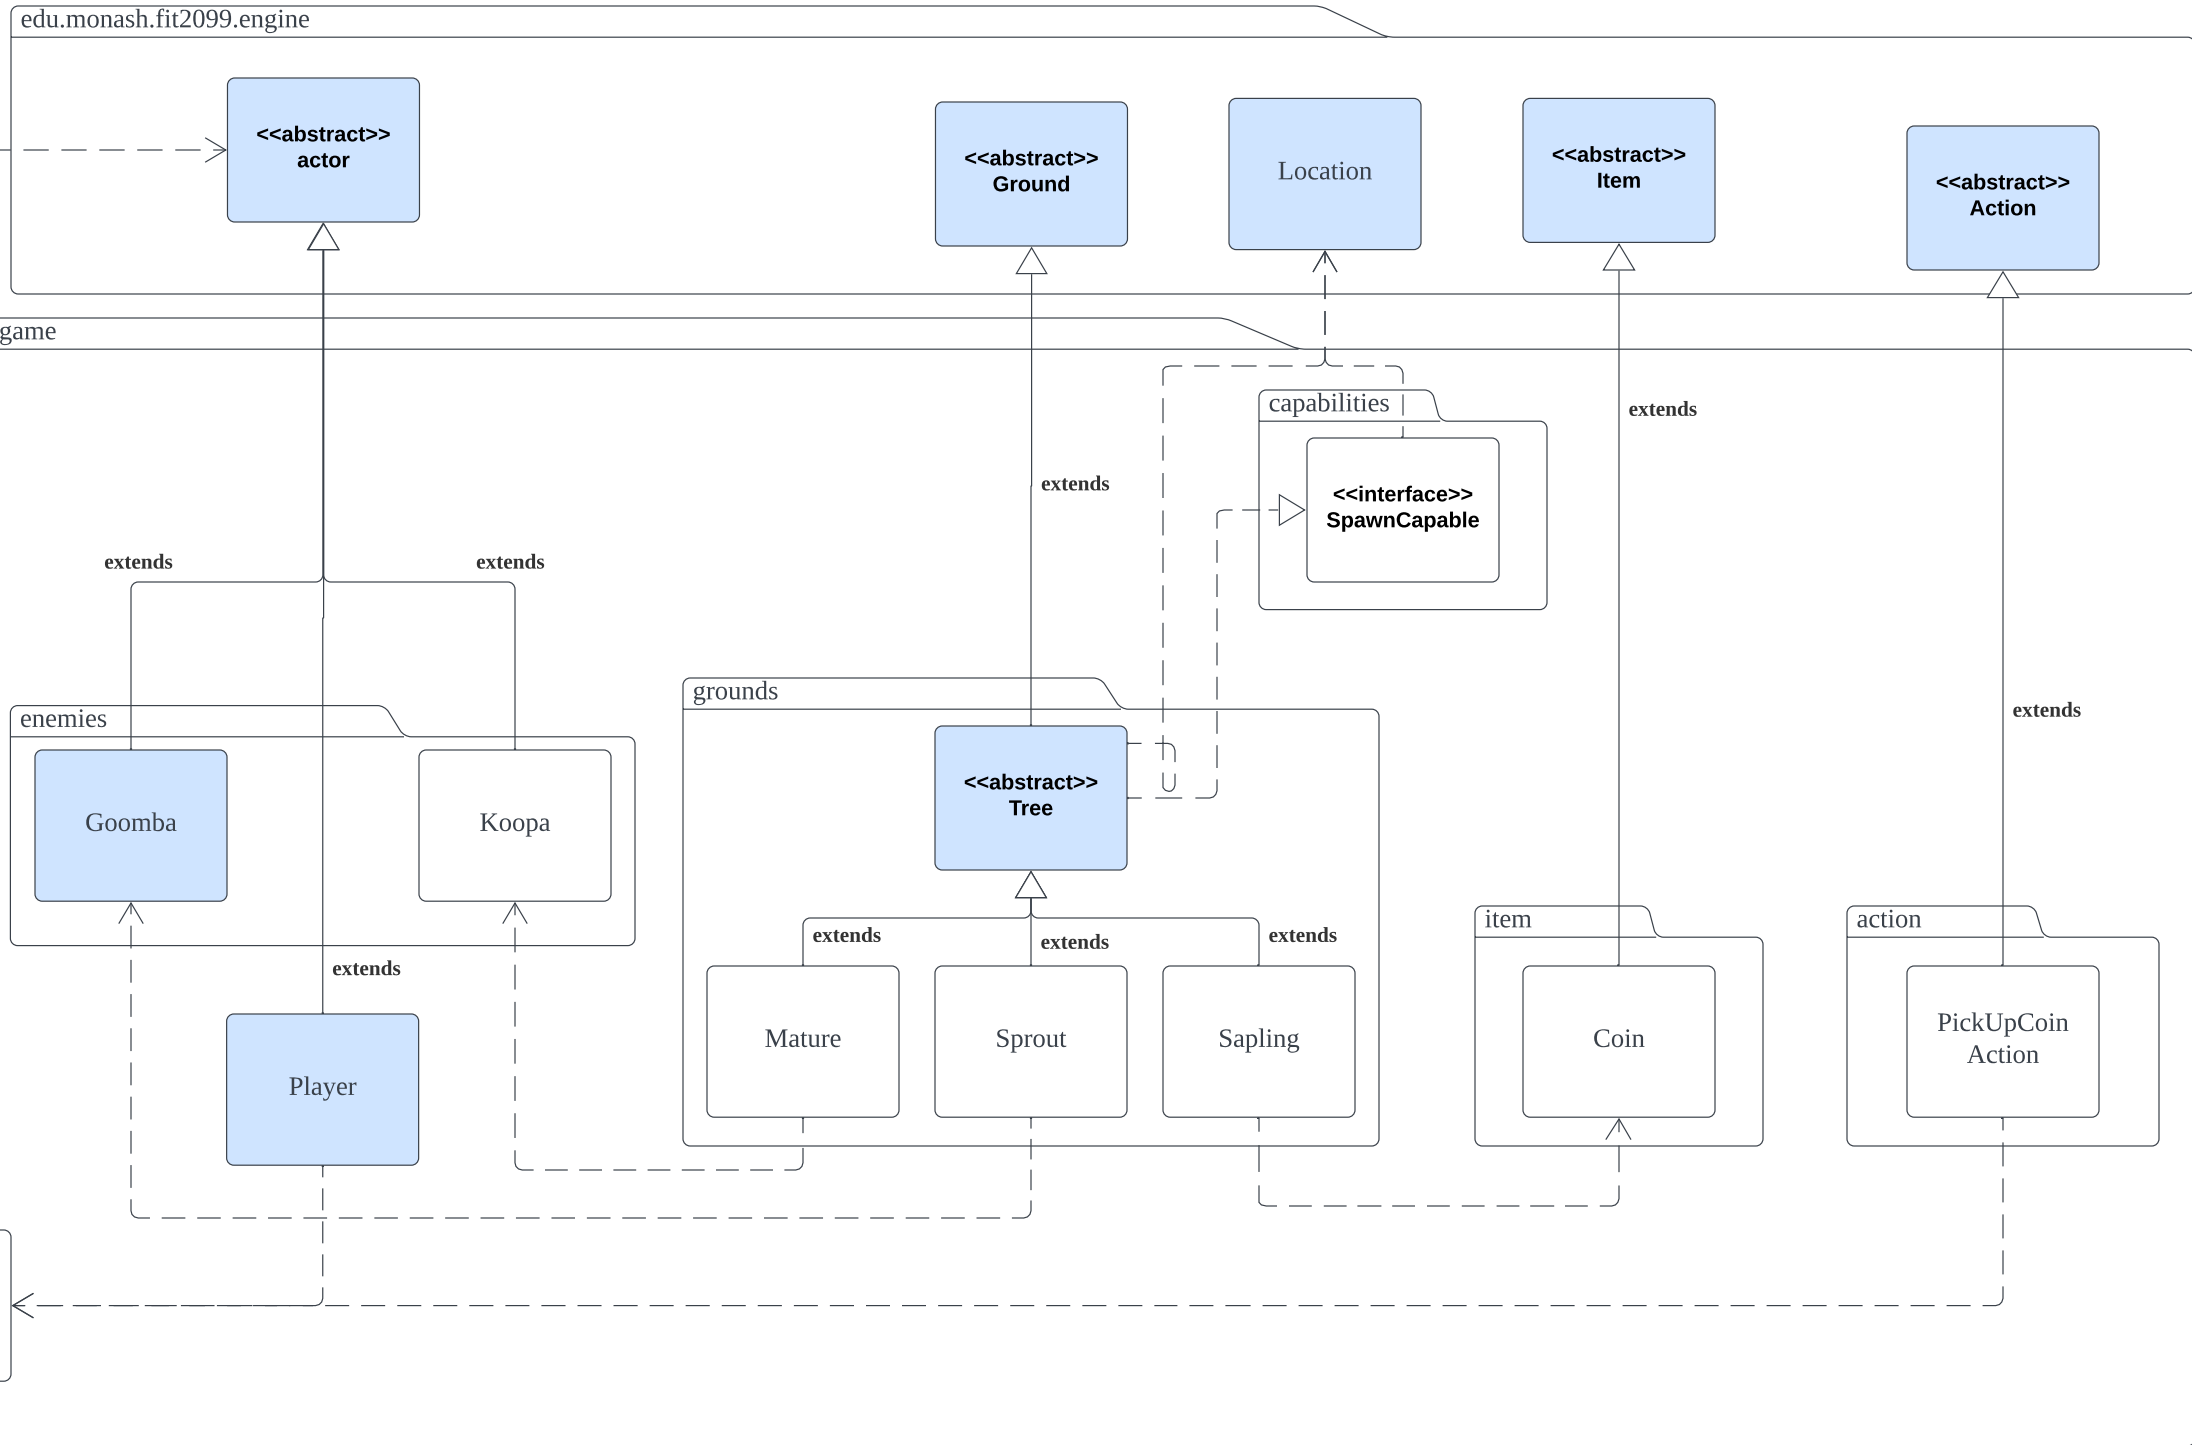 edu.monash.fit2099.engine
<<abstract>>
actor
<<abstract>>
Ground
Location
<<abstract>>
Item
<<abstract>>
Action
game
capabilities
extends
<<interface>>
SpawnCapable
extends
extends
extends
grounds
enemies
extends
<<abstract>>
Tree
Goomba
Koopa
item
action
extends
extends
extends
extends
Mature
Sprout
Sapling
Coin
PickUpCoin
Action
Player